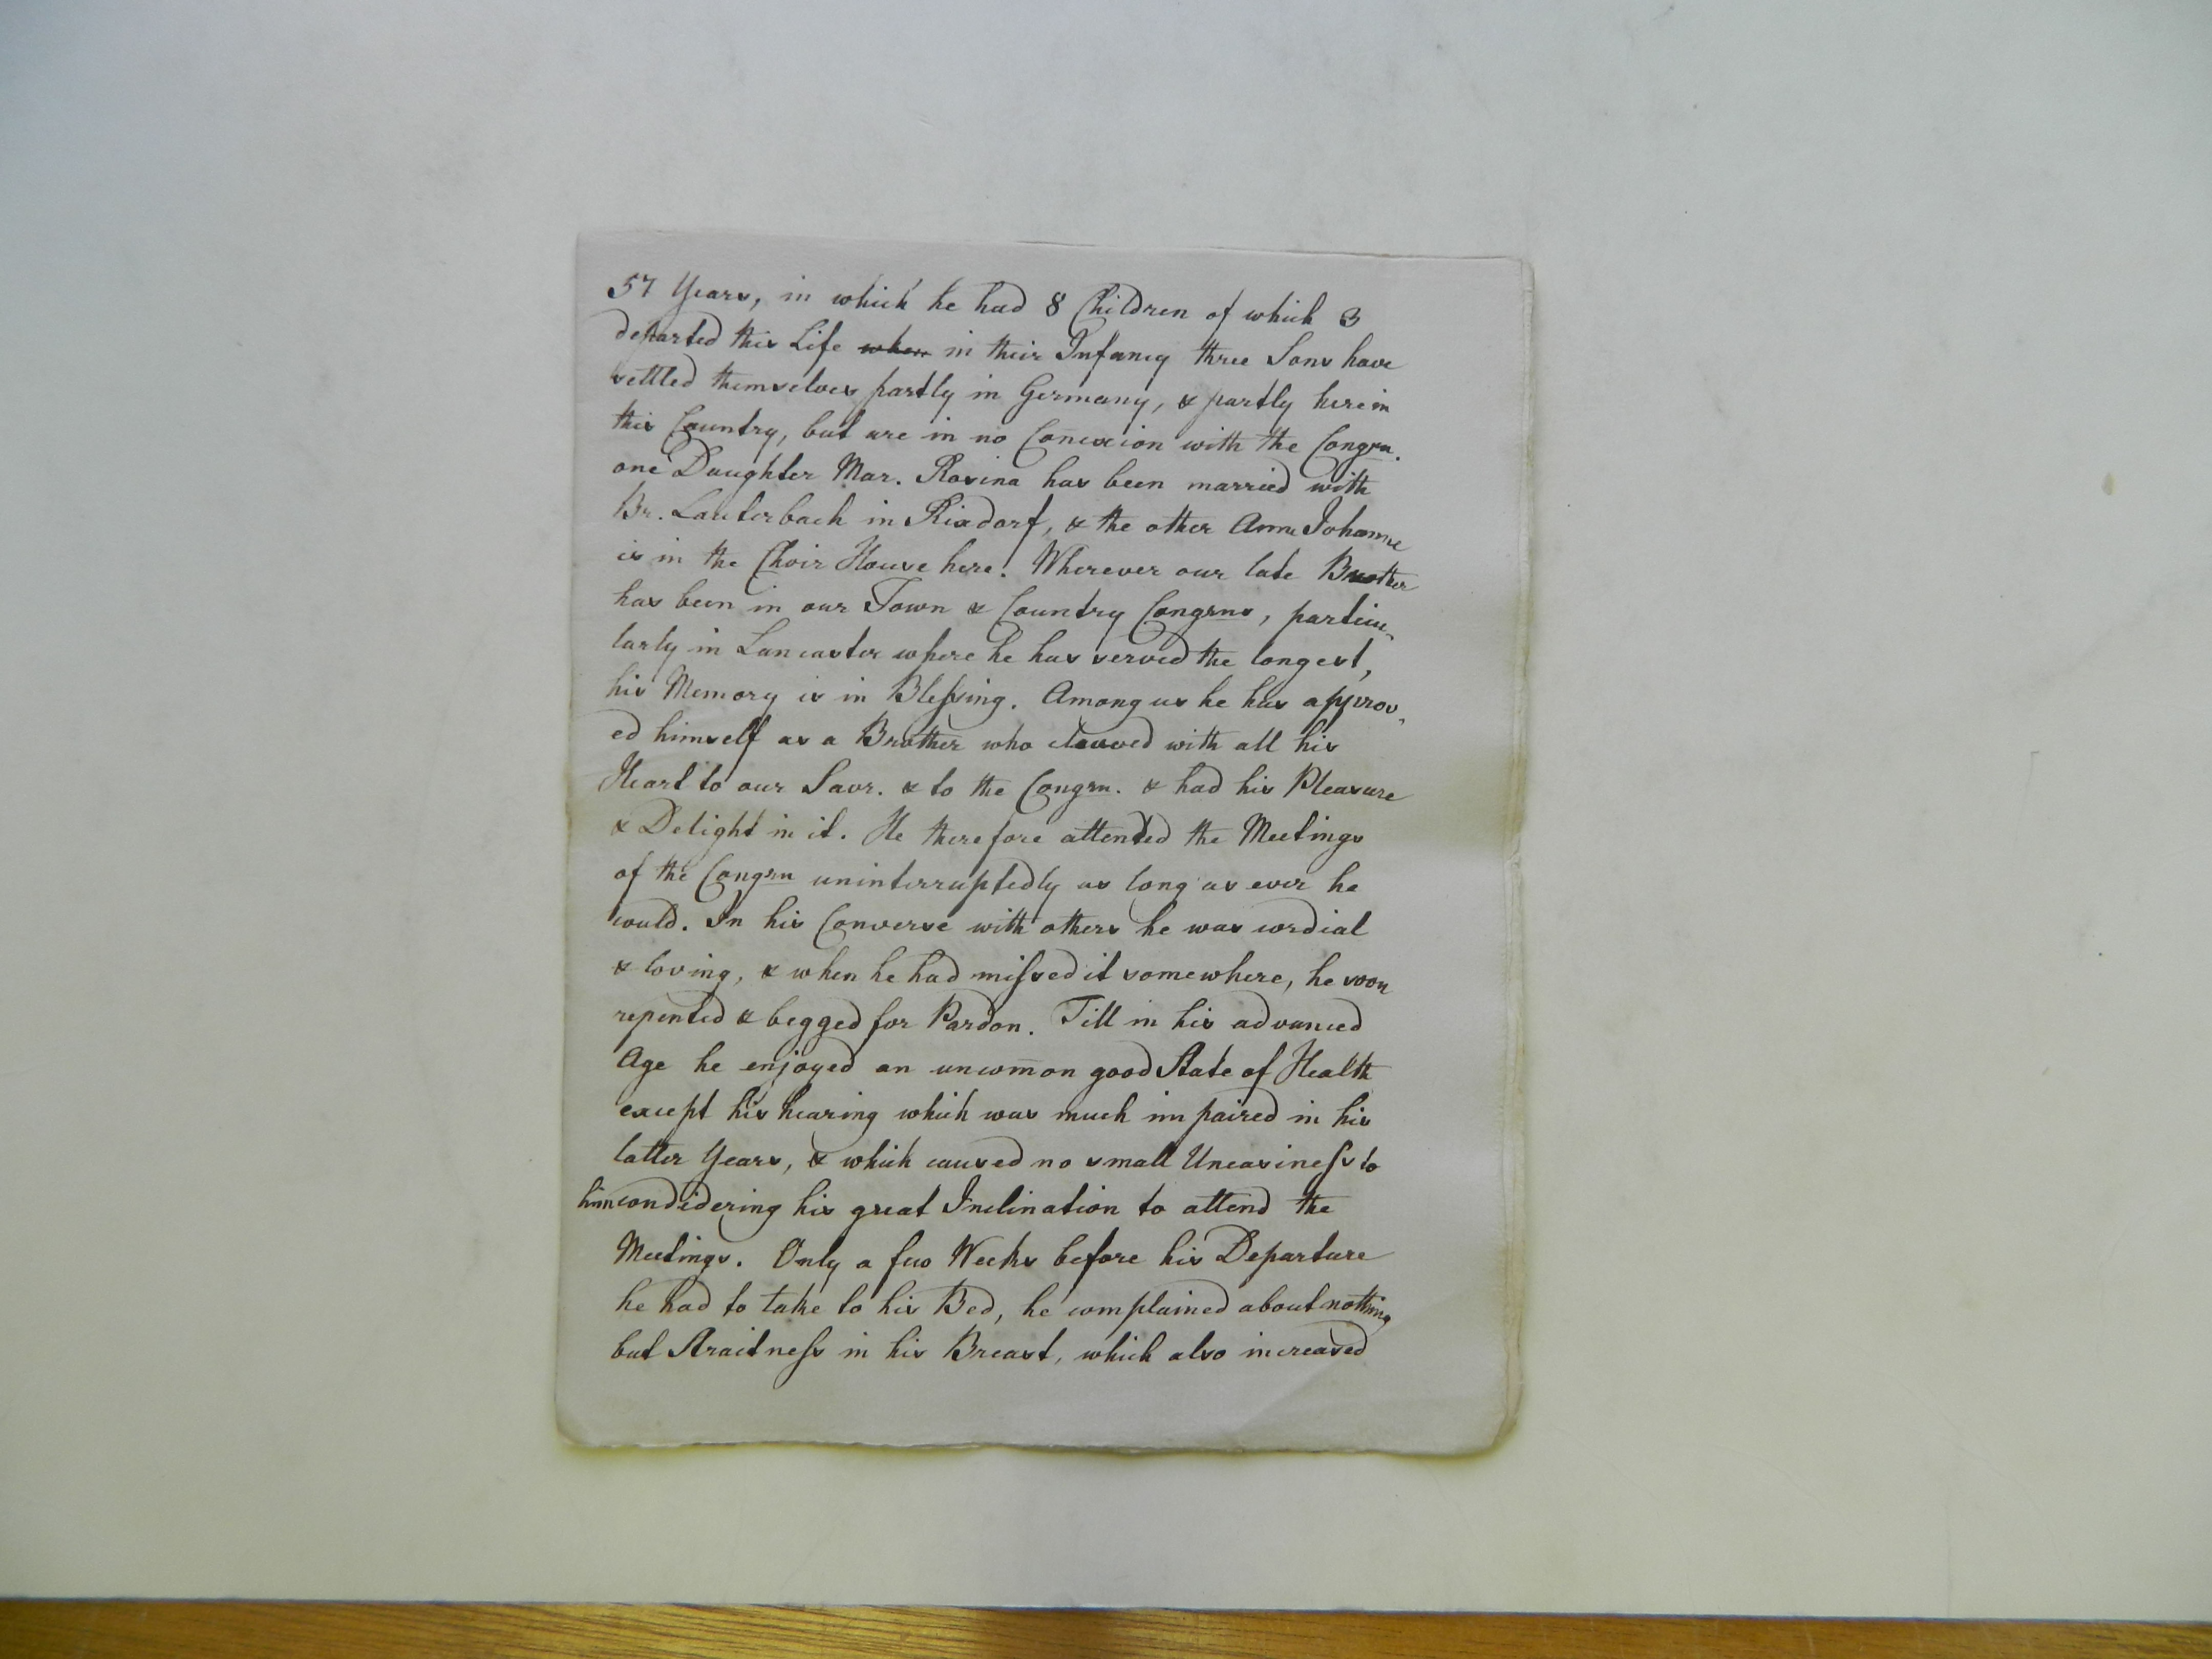 57 Years, in which he had 8 Children of which 3
departed this Life when in their Infancy three Sons have
settled themselves partly in Germany, & partly here in
this Country, but are in no Conexion with the Congrn.
one Daughter Mar. Rosina has been married with
Br. Lauterbach in Rixdorf, & the other Anna Johanne
is in the Choir House here. Wherever our late Brother
has been in our Town & Country Congrns, particu-
larly in Lancaster where he has served the longest,
his Memory is in Blessing. Among us he has approv-
ed himself as a Brother who cleaved with all his
Heart to our Savr. & to the Congrn. & had his Pleasure
& Delight in it. He therefore attended the Meetings
of the Congrn uninterruptedly as long as ever he
could. In his Converse with others he was cordial
& loving, & when he had missed it somewhere, he soon
repented & begged for Pardon. Till in his advanced
Age he enjoyed an uncom̄on good State of Health
except his hearing which was much impaired in his
latter Years, & which caused no small Uneasiness to
him condidering his great Inclination to attend the
Meetings. Only a few Weeks before his Departure
he had to take to his Bed, he complained about nothing
but Straitness in his Breast, which also increased